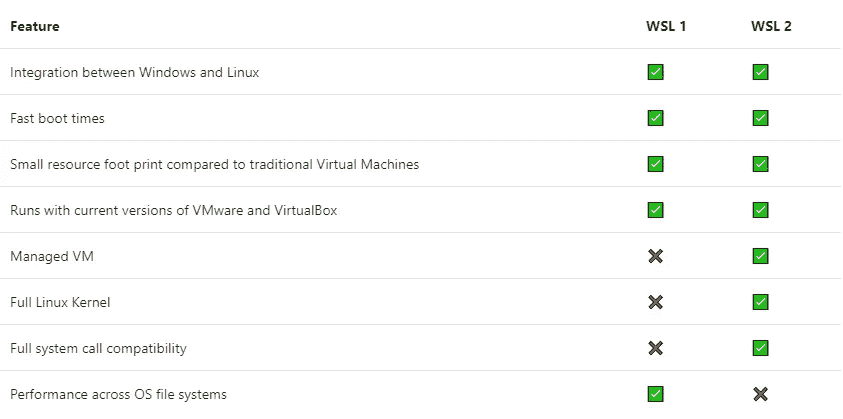 Feature WSL 1 WSL 2
Integration between Windows and Linux ✅ ✅
Fast boot times ✅ ✅
Small resource foot print compared to traditional Virtual Machines ✅ ✅
Runs with current versions of VMware and VirtualBox ✅ ✅
Managed VM ❌ ✅
Full Linux Kernel ❌ ✅
Full system call compatibility ❌ ✅
Performance across OS file systems ✅ ❌